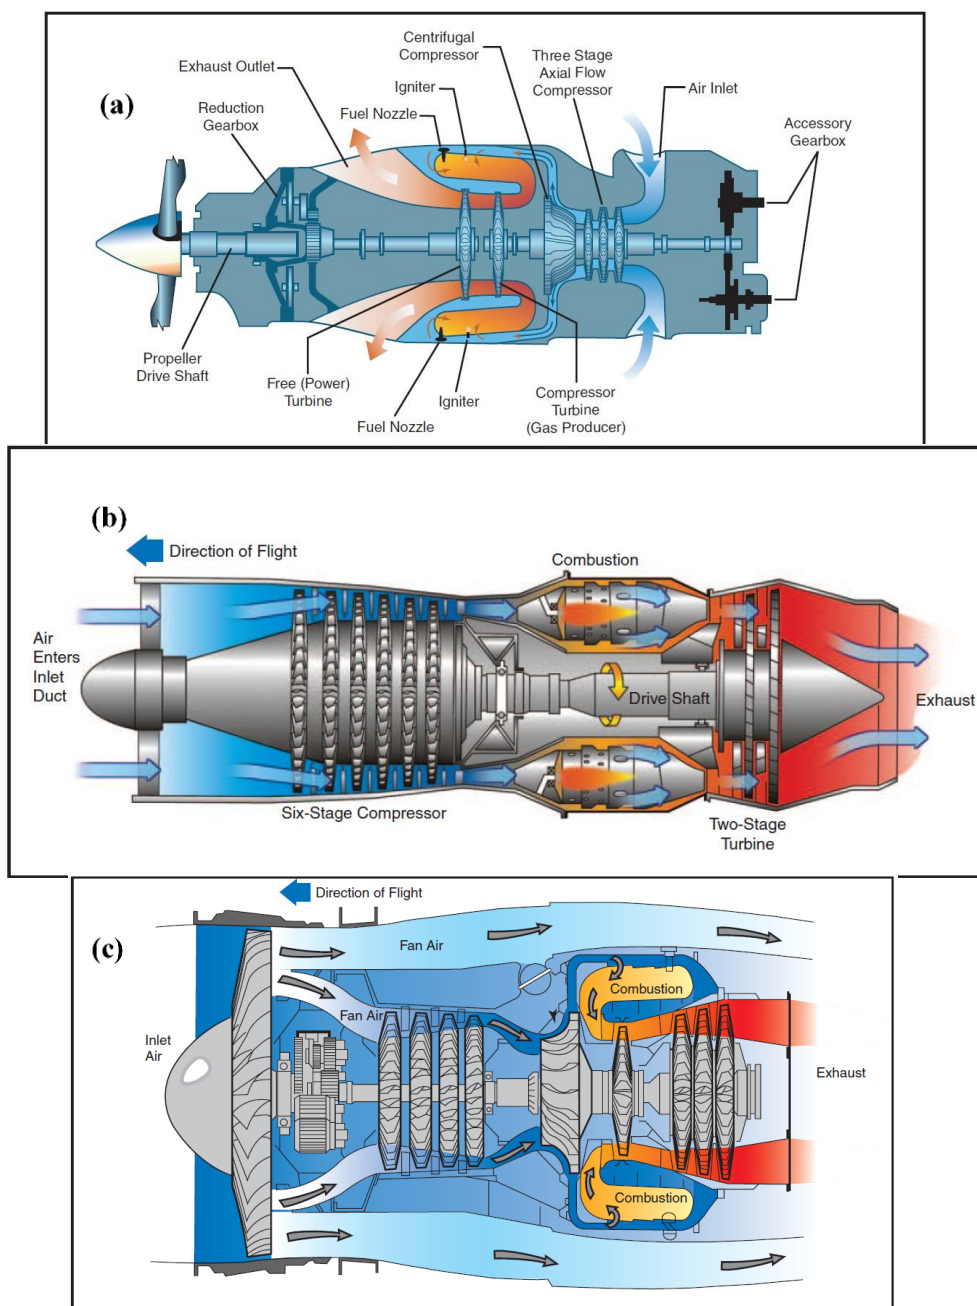 (a)
Centrifugal
Compressor
Three Stage
Axial Flow
Compressor
Exhaust Outlet
Igniter
Air Inlet
Reduction
Gearbox
Fuel Nozzle
Accessory
Gearbox
Propeller
Drive Shaft
Free (Power)
Turbine
Igniter
Fuel Nozzle
Compressor
Turbine
(Gas Producer)
(b)
Direction of Flight
Combustion
Air
Enters
Inlet
Duct
Drive Shaft
Exhaust
Six-Stage Compressor
Two-Stage
Turbine
Direction of Flight
(c)
Fan Air
Combustion
Fan Air
Inlet
Air
Exhaust
Combustion